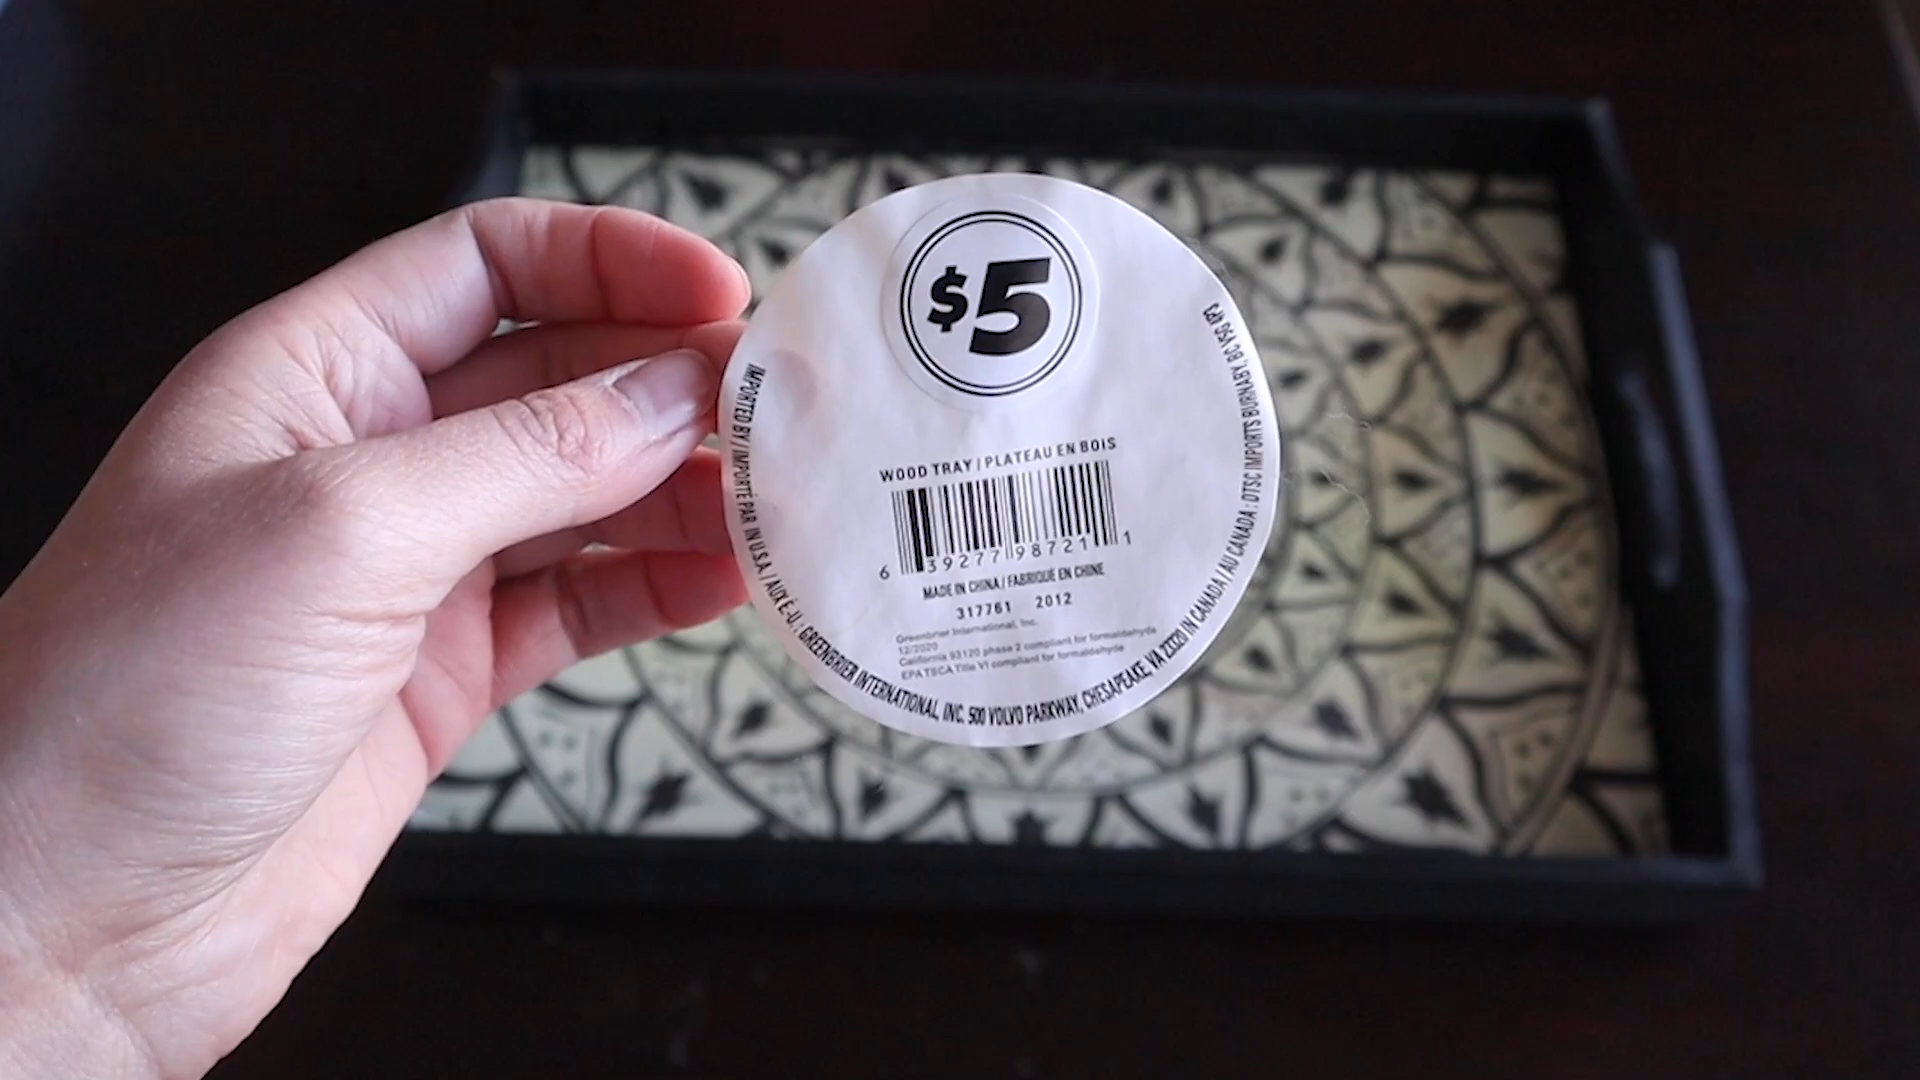 $5
WOOD TRAY / PLATEAU EN BOIS
6 39277 98721 1
MADE IN CHINA / FABRIQUÉ EN CHINE
317761 2012
Greenbrier International, Inc.
12/2020
California 93120 phase 2 compliant for formaldehyde
EPA TSCA Title VI compliant for formaldehyde
IMPORTED BY / IMPORTÉ PAR IN U.S.A. / AUX É.-U. : GREENBRIER INTERNATIONAL, INC. 500 VOLVO PARKWAY, CHESAPEAKE, VA 23320 IN CANADA / AU CANADA : DTSC IMPORTS BURNABY, BC V5G 4P3